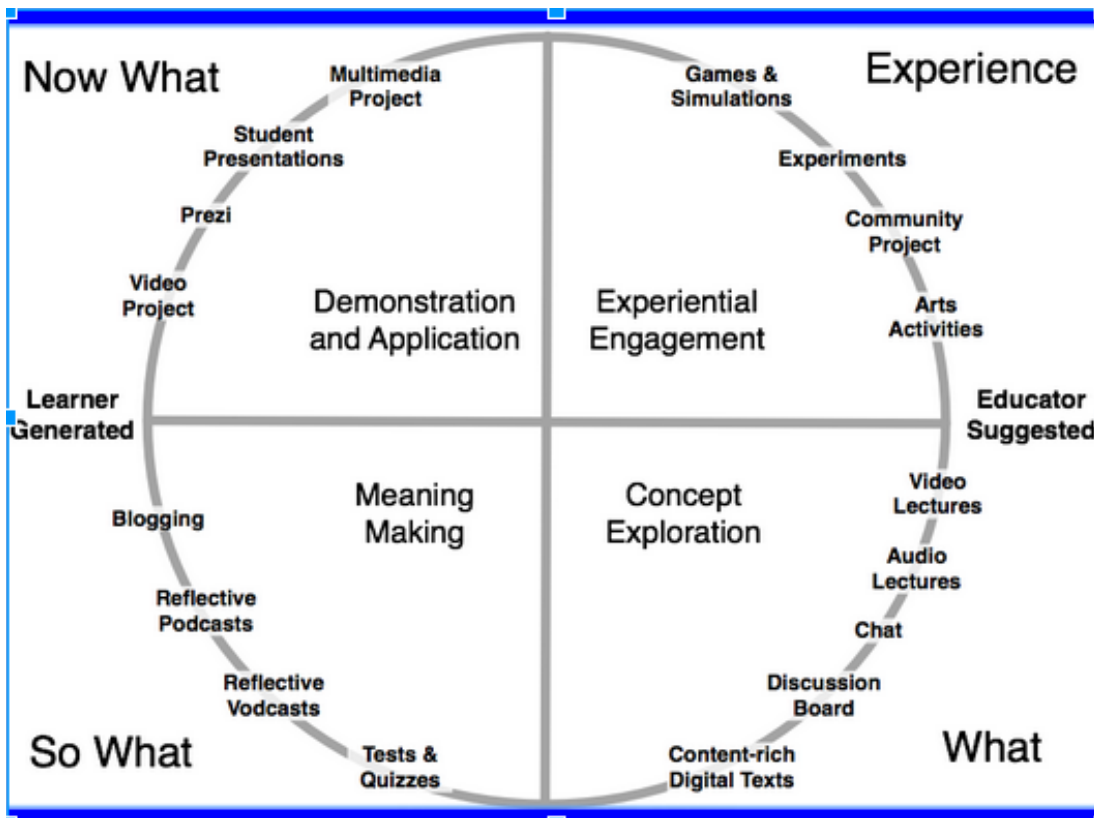 Now What
Experience
Multimedia
Project
Games &
Simulations
Student
Presentations
Experiments
Prezi
Community
Project
Video
Project
Arts
Activities
Demonstration
and Application
Experiential
Engagement
Learner
Generated
Educator
Suggested
Meaning
Making
Concept
Exploration
Video
Lectures
Blogging
Audio
Lectures
Reflective
Podcasts
Chat
Reflective
Vodcasts
Discussion
Board
So What
What
Tests &
Quizzes
Content-rich
Digital Texts